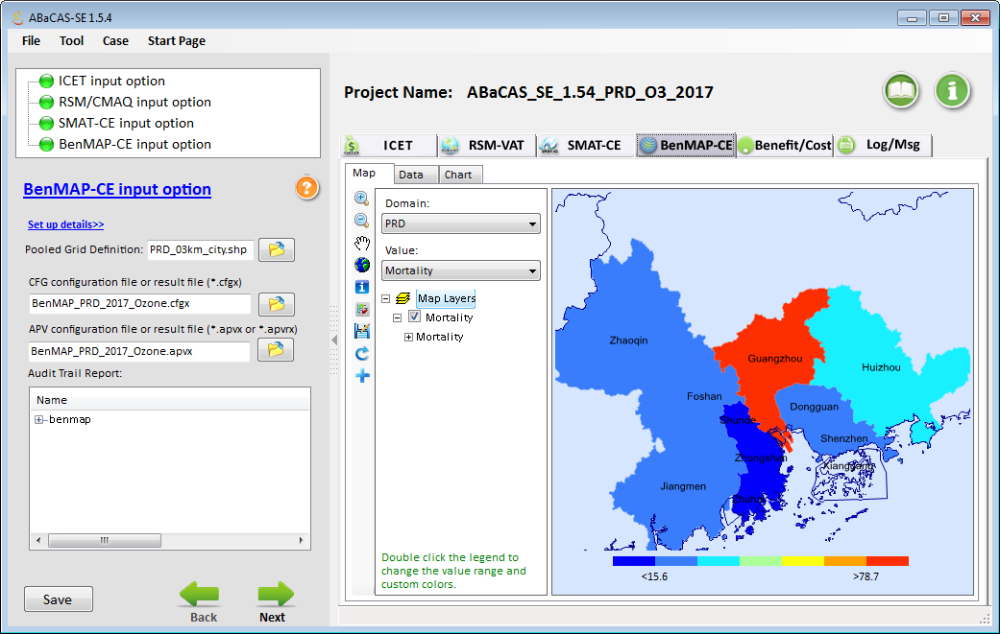 ABaCAS-SE 1.5.4
File Tool Case Start Page
ICET input option
RSM/CMAQ input option
SMAT-CE input option
BenMAP-CE input option
BenMAP-CE input option
?
Set up details>>
Pooled Grid Definition: PRD_03km_city.shp
CFG configuration file or result file (*.cfgx)
BenMAP_PRD_2017_Ozone.cfgx
APV configuration file or result file (*.apvx or *.apvrx)
BenMAP_PRD_2017_Ozone.apvx
Audit Trail Report:
Name
benmap
Save
Back
Next
Project Name: ABaCAS_SE_1.54_PRD_O3_2017
ICET RSM-VAT SMAT-CE BenMAP-CE Benefit/Cost Log/Msg
Map Data Chart
Domain:
PRD
Value:
Mortality
Map Layers
Mortality
Mortality
Double click the legend to
change the value range and
custom colors.
Zhaoqin
Guangzhou
Huizhou
Foshan
Dongguan
Shunde
Shenzhen
Zhongshan
Xianggang
Jiangmen
Zhuhai
<15.6 >78.7